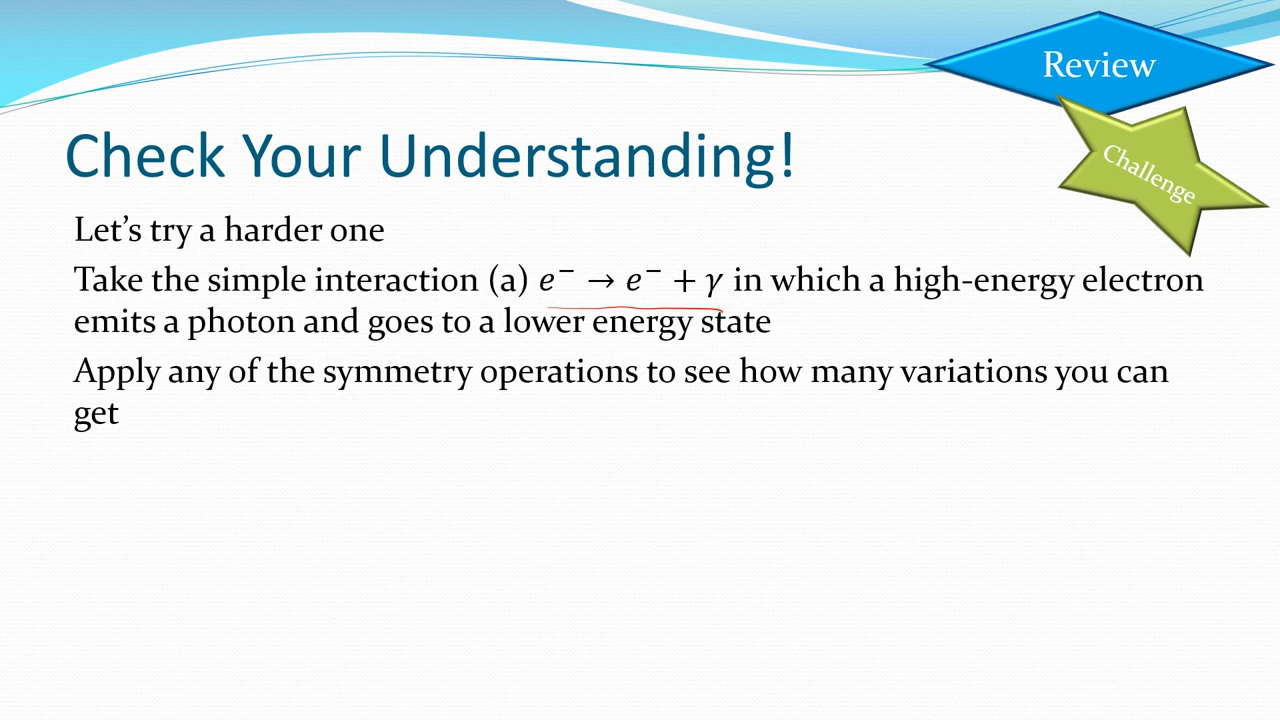 Review
Challenge
Check Your Understanding!
Let’s try a harder one
Take the simple interaction (a) e⁻ → e⁻ + γ in which a high-energy electron
emits a photon and goes to a lower energy state
Apply any of the symmetry operations to see how many variations you can
get